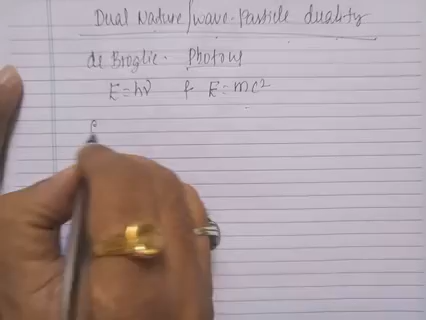 Dual Nature/wave-Particle duality
de Broglie - Photons
E = hν & E = mc²